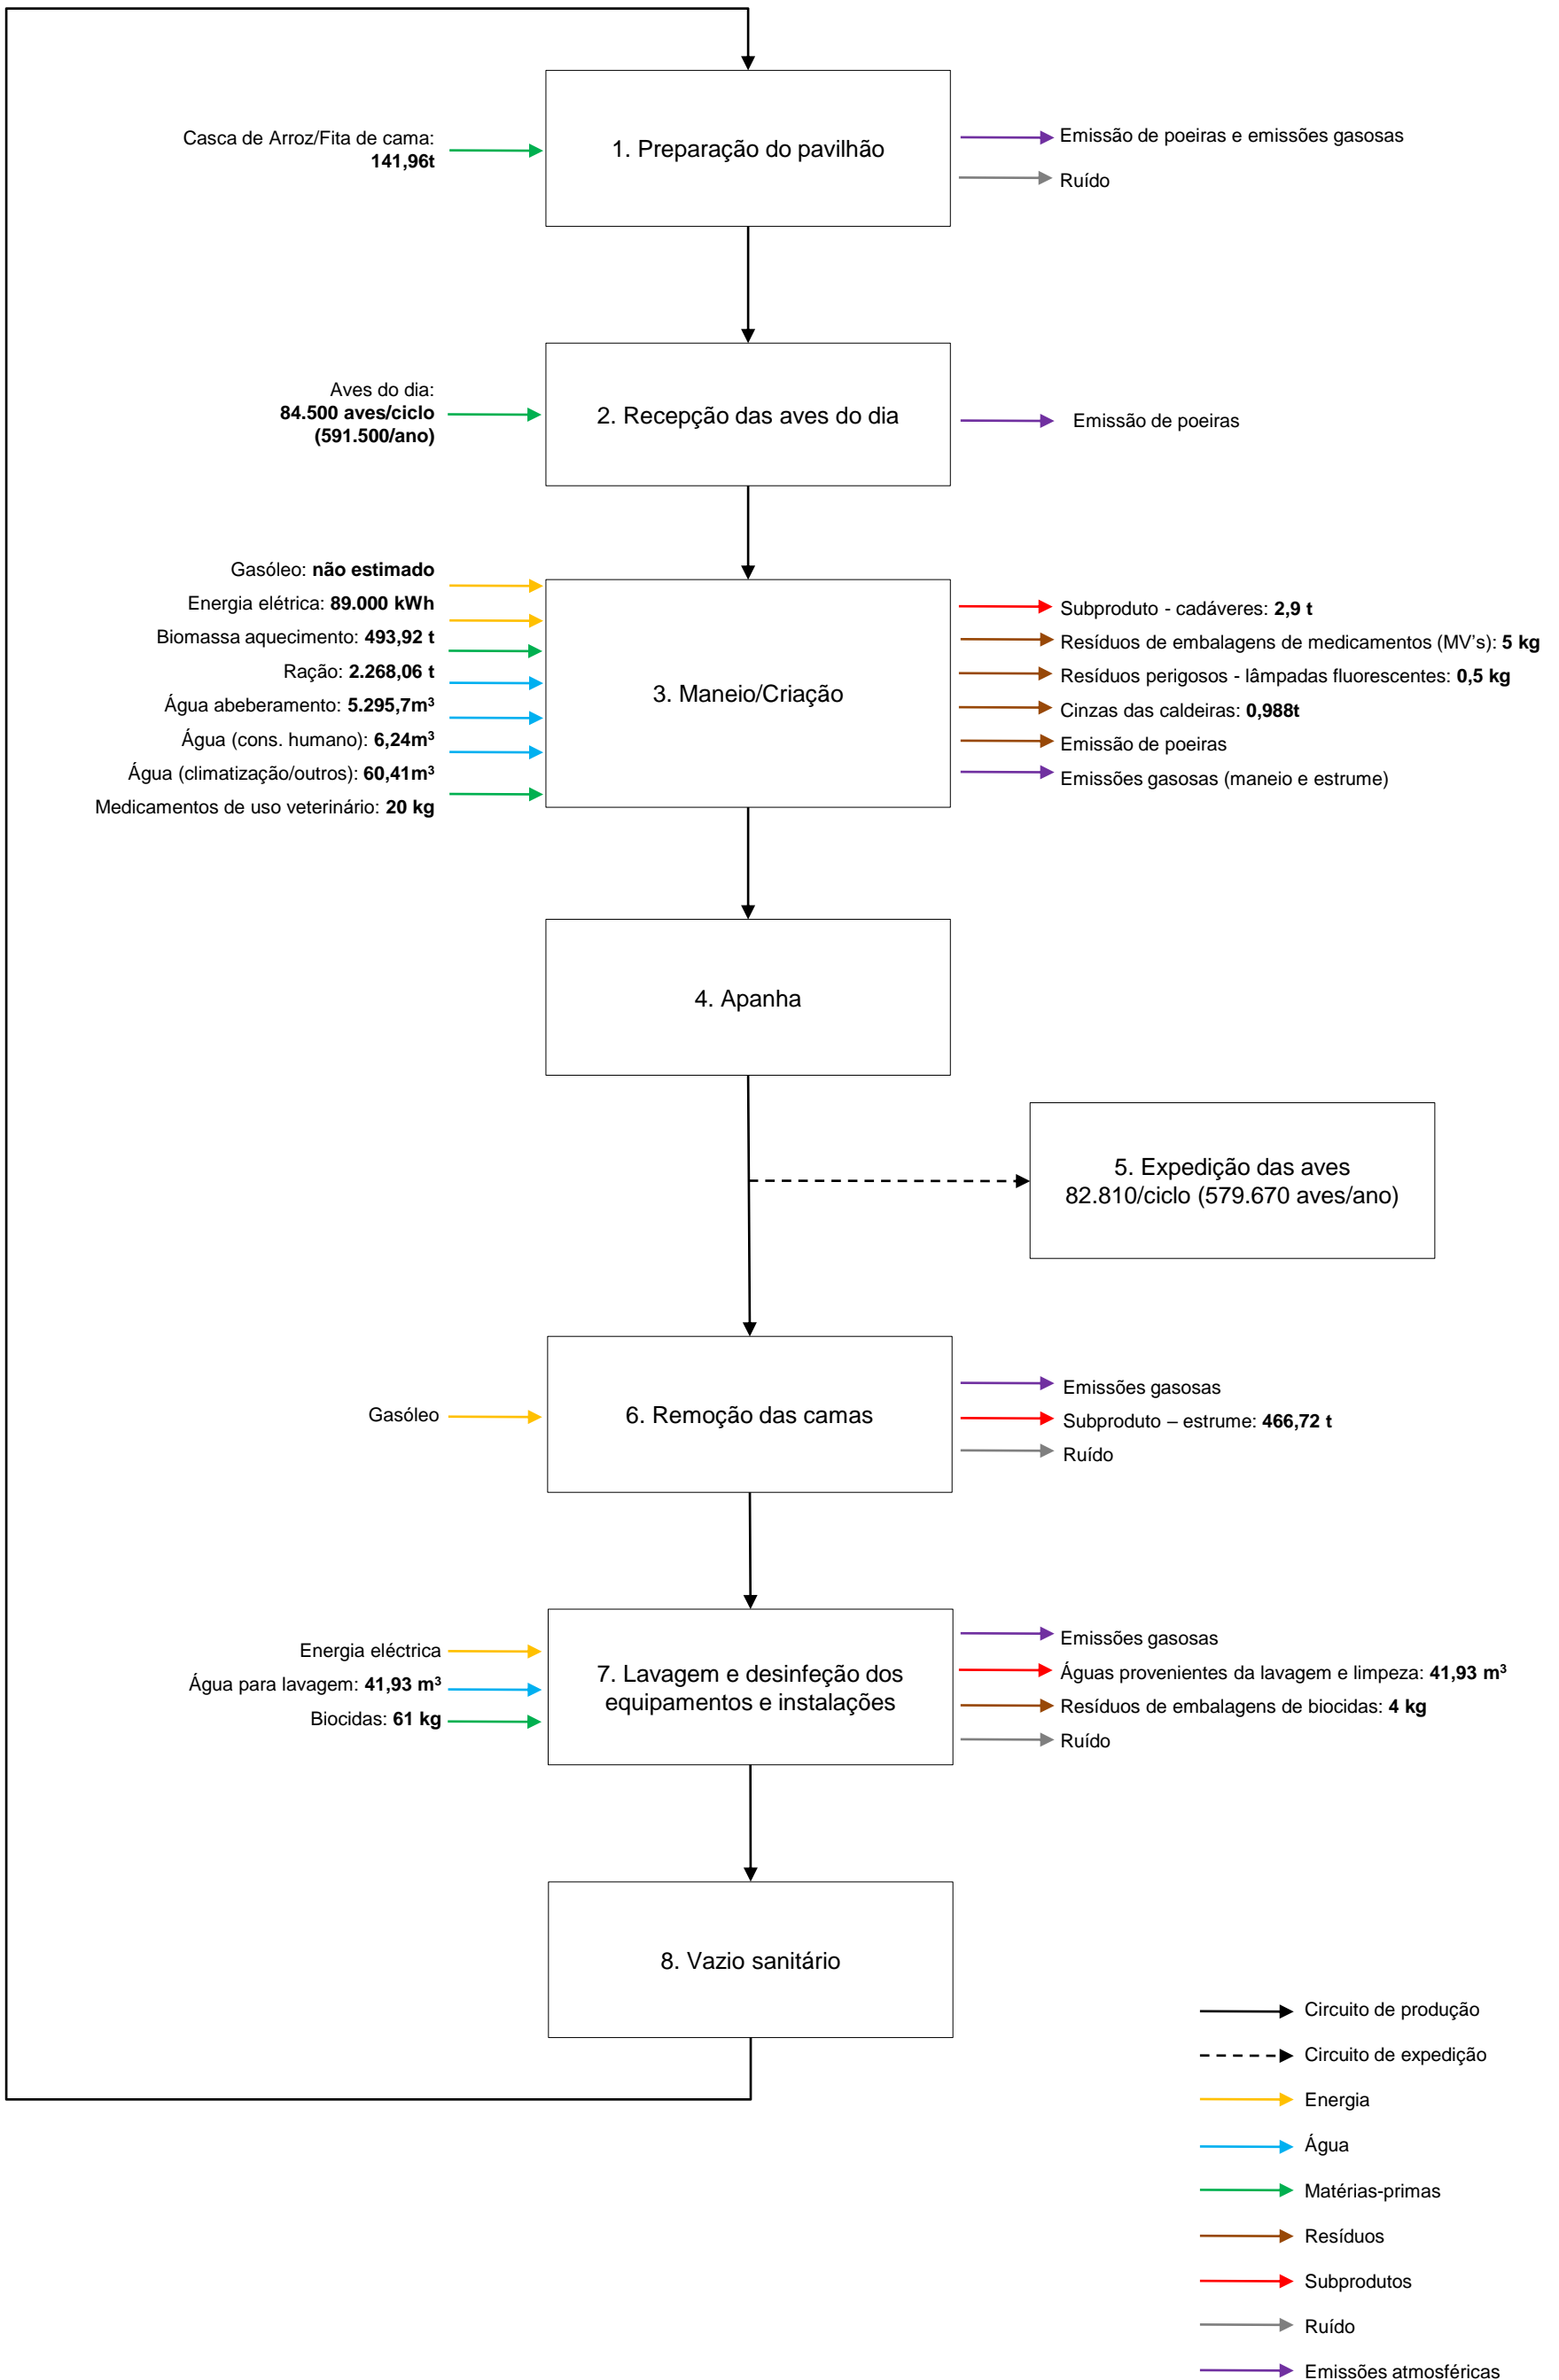 Casca de Arroz/Fita de cama:
141,96t
1. Preparação do pavilhão
Emissão de poeiras e emissões gasosas
Ruído
Aves do dia:
84.500 aves/ciclo
(591.500/ano)
2. Recepção das aves do dia
Emissão de poeiras
Gasóleo: não estimado
Energia elétrica: 89.000 kWh
Biomassa aquecimento: 493,92 t
Ração: 2.268,06 t
Água abeberamento: 5.295,7m³
Água (cons. humano): 6,24m³
Água (climatização/outros): 60,41m³
Medicamentos de uso veterinário: 20 kg
3. Maneio/Criação
Subproduto - cadáveres: 2,9 t
Resíduos de embalagens de medicamentos (MV's): 5 kg
Resíduos perigosos - lâmpadas fluorescentes: 0,5 kg
Cinzas das caldeiras: 0,988t
Emissão de poeiras
Emissões gasosas (maneio e estrume)
4. Apanha
5. Expedição das aves
82.810/ciclo (579.670 aves/ano)
Gasóleo
6. Remoção das camas
Emissões gasosas
Subproduto – estrume: 466,72 t
Ruído
Energia eléctrica
Água para lavagem: 41,93 m³
Biocidas: 61 kg
7. Lavagem e desinfeção dos
equipamentos e instalações
Emissões gasosas
Águas provenientes da lavagem e limpeza: 41,93 m³
Resíduos de embalagens de biocidas: 4 kg
Ruído
8. Vazio sanitário
Circuito de produção
Circuito de expedição
Energia
Água
Matérias-primas
Resíduos
Subprodutos
Ruído
Emissões atmosféricas